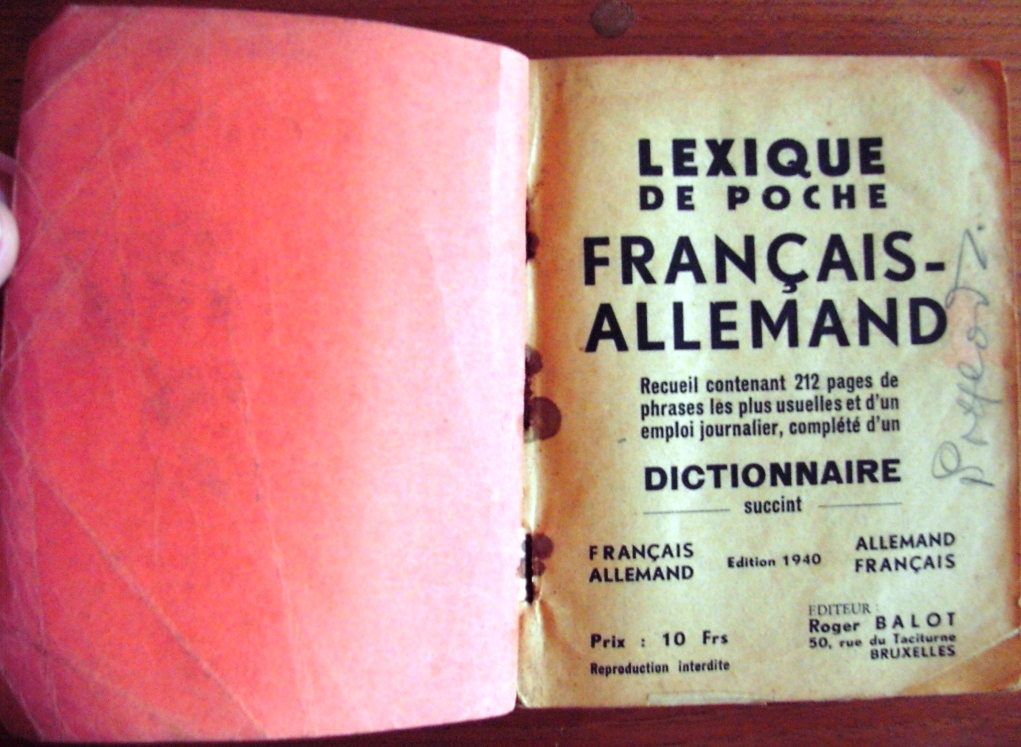 LEXIQUE
DE POCHE
FRANÇAIS-
ALLEMAND
Recueil contenant 212 pages de
phrases les plus usuelles et d'un
emploi journalier, complété d'un
DICTIONNAIRE
succint
FRANÇAIS
ALLEMAND
Edition 1940
ALLEMAND
FRANÇAIS
Prix : 10 Frs
Reproduction interdite
EDITEUR :
Roger BALOT
50, rue du Taciturne
BRUXELLES